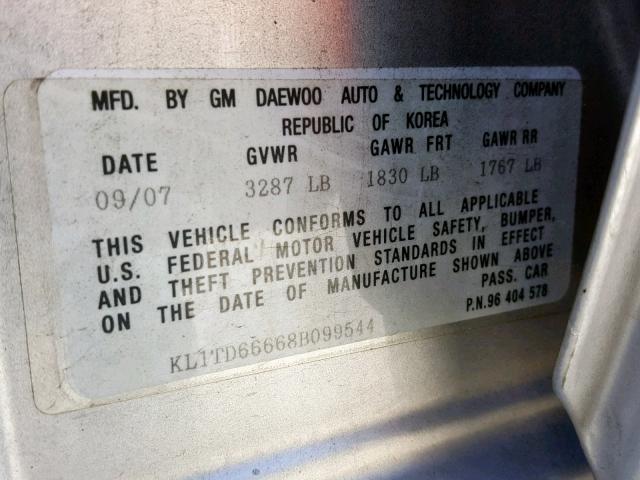 MFD. BY GM DAEWOO AUTO & TECHNOLOGY COMPANY
REPUBLIC OF KOREA
DATE GVWR GAWR FRT GAWR RR
09/07 3287 LB 1830 LB 1767 LB
THIS VEHICLE CONFORMS TO ALL APPLICABLE
U.S. FEDERAL MOTOR VEHICLE SAFETY, BUMPER,
AND THEFT PREVENTION STANDARDS IN EFFECT
ON THE DATE OF MANUFACTURE SHOWN ABOVE
PASS. CAR
P.N.96 404 578
KL1TD66668B099544